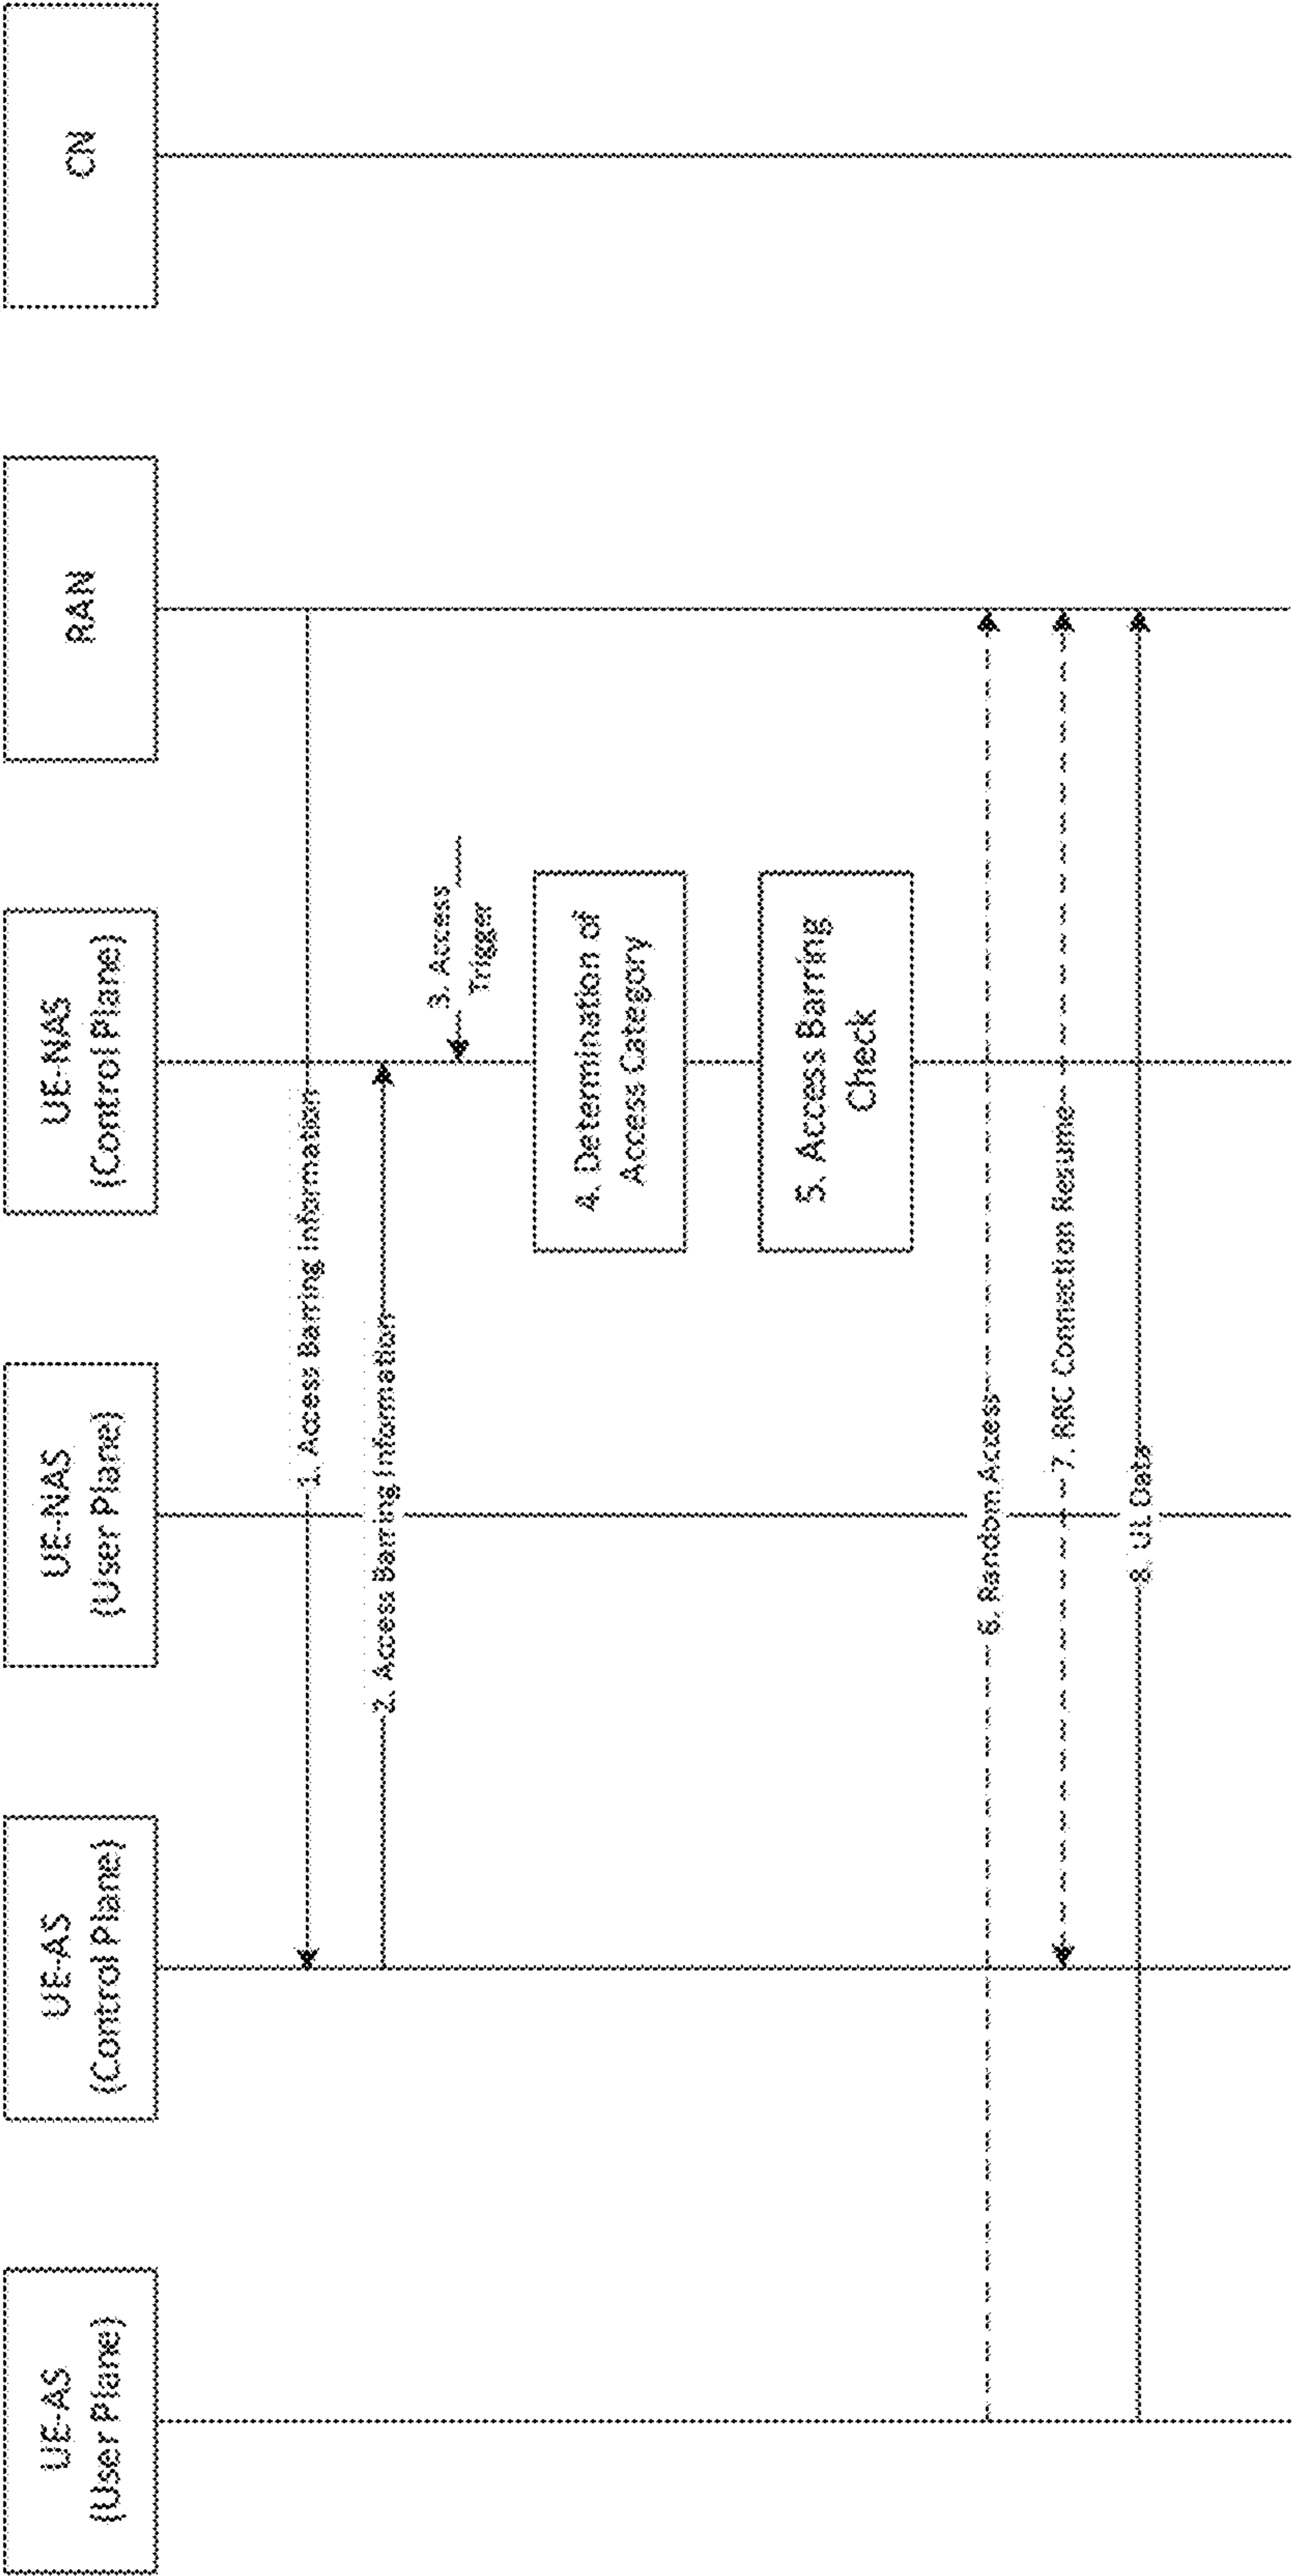 UE-AS
(User Plane)
UE-AS
(Control Plane)
UE-NAS
(User Plane)
UE-NAS
(Control Plane)
RAN
CN
1. Access Barring Information
2. Access Barring Information
3. Access
Trigger
4. Determination of
Access Category
5. Access Barring
Check
6. Random Access
7. RRC Connection Resume
8. UL Data